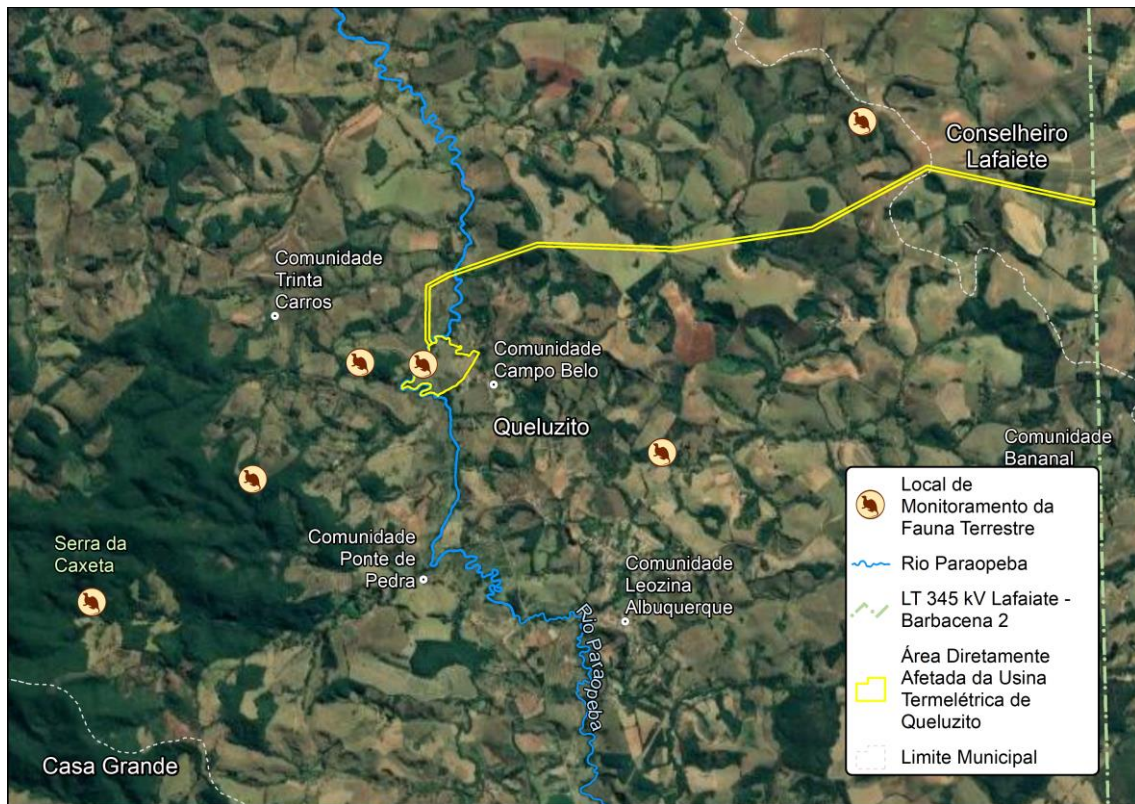 Conselheiro
Lafaiete
Comunidade
Trinta
Carros
Comunidade
Campo Belo
Queluzito
Comunidade
Bananal
Comunidade
Ponte de
Pedra
Serra da
Caxeta
Comunidade
Leozina
Albuquerque
Rio Paraopeba
Casa Grande
Local de
Monitoramento da
Fauna Terrestre
Rio Paraopeba
LT 345 kV Lafaiate -
Barbacena 2
Área Diretamente
Afetada da Usina
Termelétrica de
Queluzito
Limite Municipal